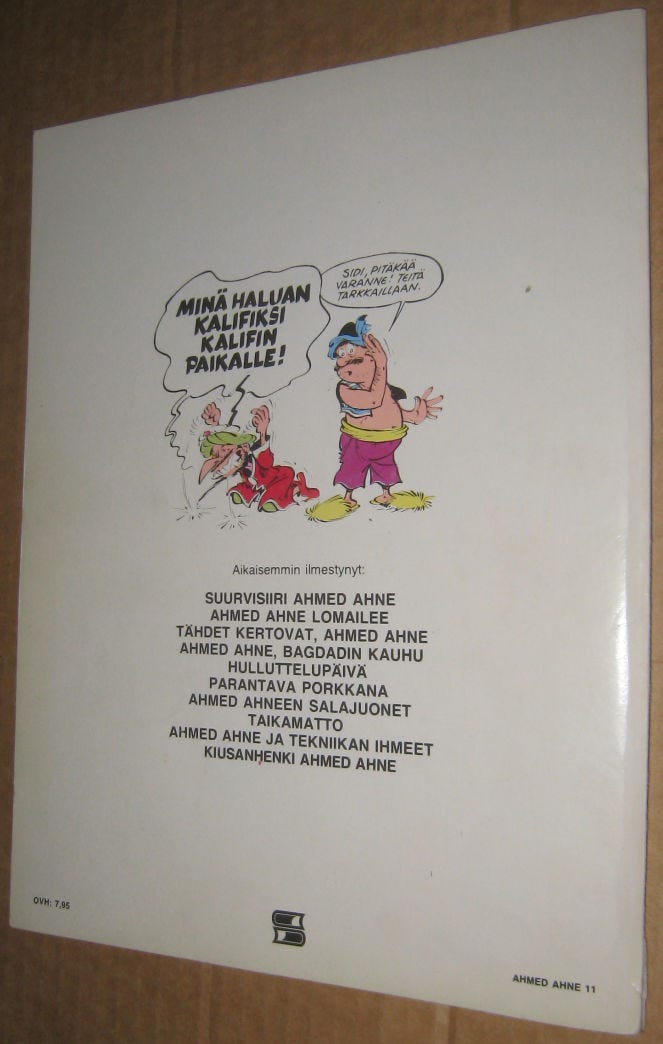 MINÄ HALUAN
KALIFIKSI
KALIFIN
PAIKALLE!
SIDI, PITÄKÄÄ
VARANNE! TEITÄ
TARKKAILLAAN.
Aikaisemmin ilmestynyt:
SUURVISIIRI AHMED AHNE
AHMED AHNE LOMAILEE
TÄHDET KERTOVAT, AHMED AHNE
AHMED AHNE, BAGDADIN KAUHU
HULLUTTELUPÄIVÄ
PARANTAVA PORKKANA
AHMED AHNEEN SALAJUONET
TAIKAMATTO
AHMED AHNE JA TEKNIIKAN IHMEET
KIUSANHENKI AHMED AHNE
OVH: 7,95
AHMED AHNE 11